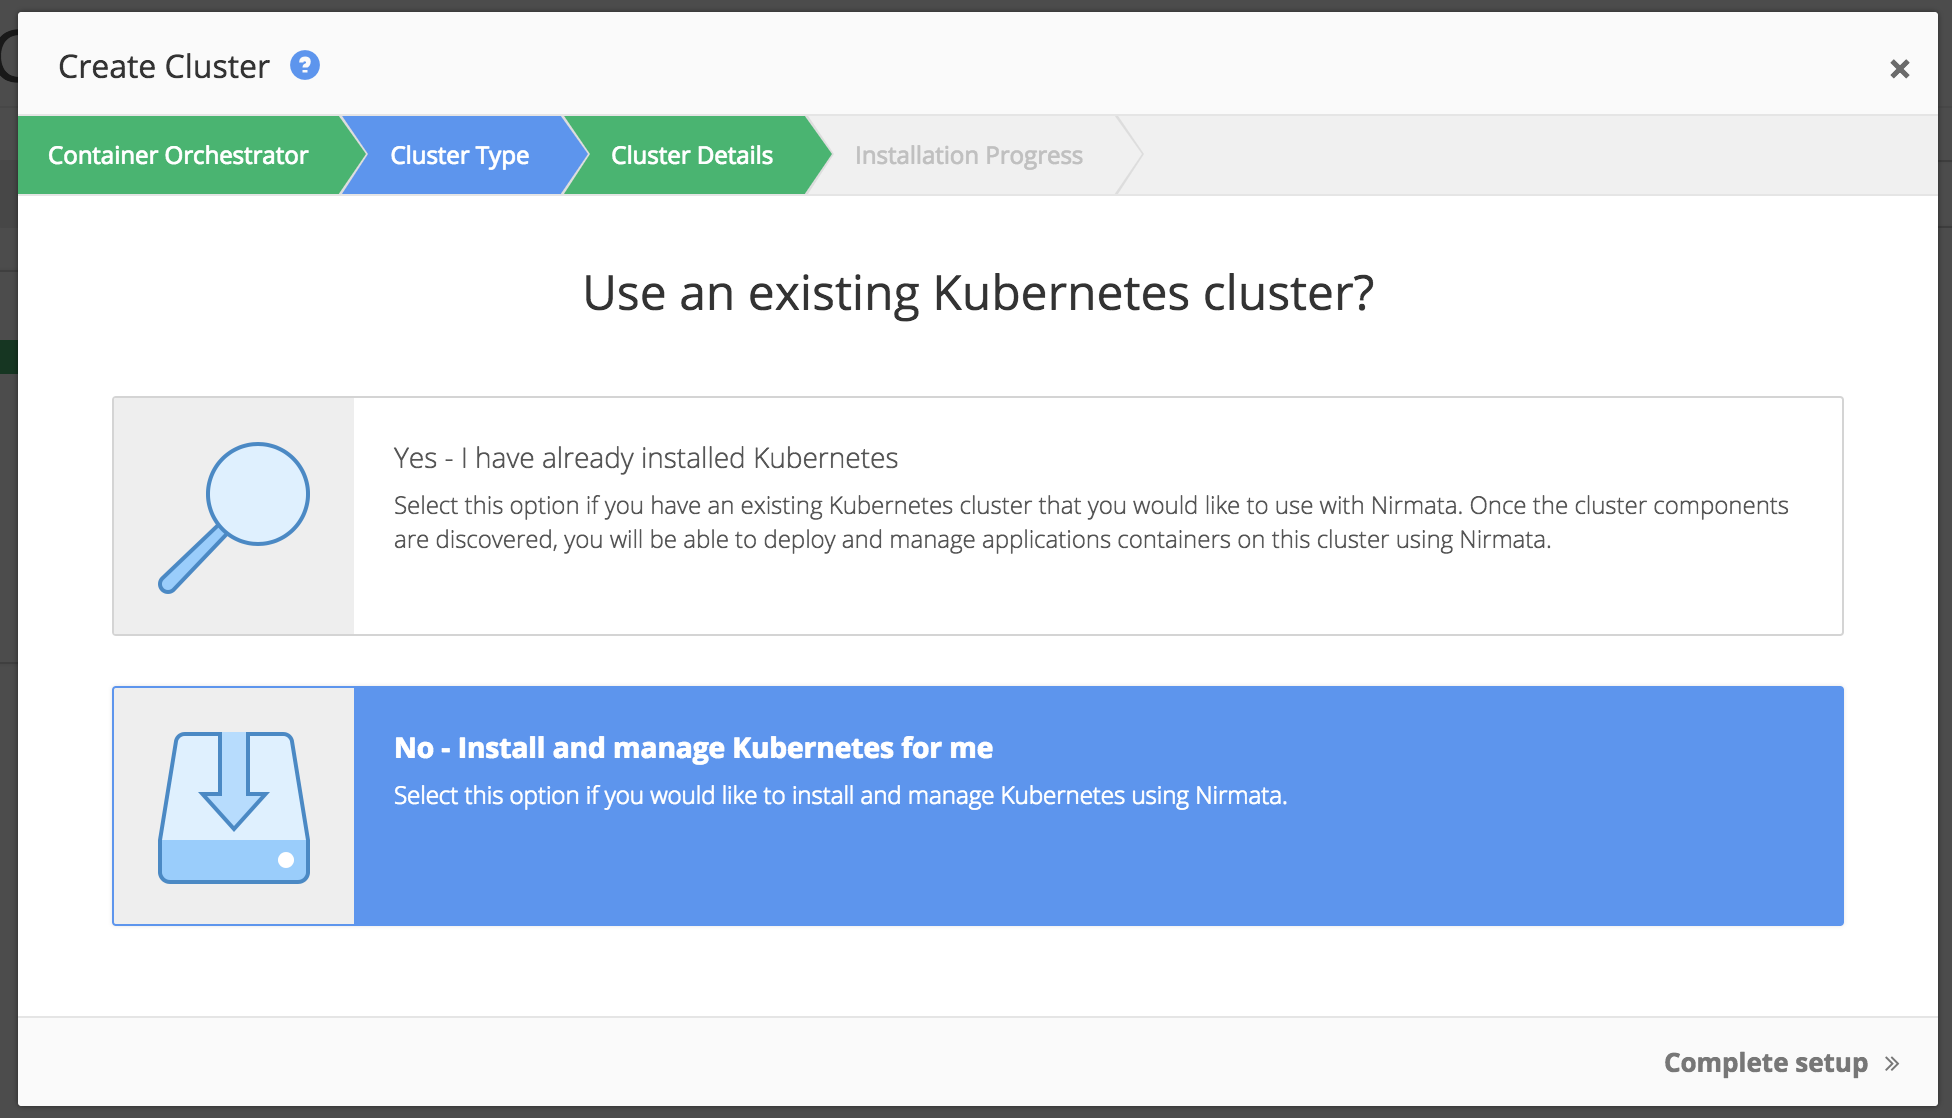 Create Cluster ?
Container Orchestrator
Cluster Type
Cluster Details
Installation Progress
Use an existing Kubernetes cluster?
Yes - I have already installed Kubernetes
Select this option if you have an existing Kubernetes cluster that you would like to use with Nirmata. Once the cluster components
are discovered, you will be able to deploy and manage applications containers on this cluster using Nirmata.
No - Install and manage Kubernetes for me
Select this option if you would like to install and manage Kubernetes using Nirmata.
Complete setup »